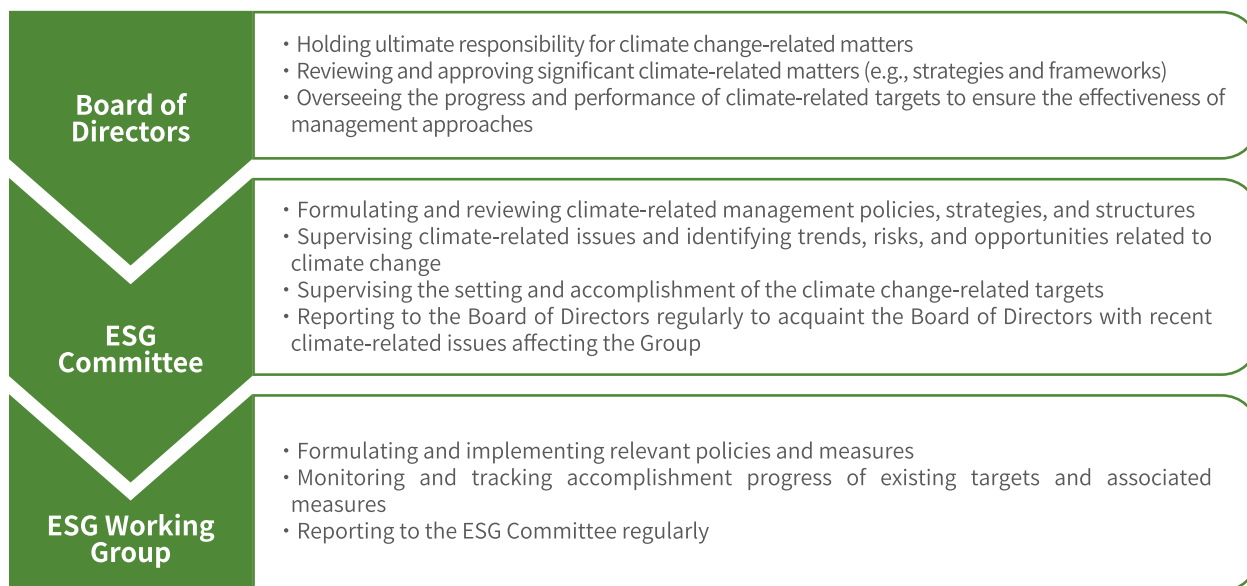 Board of
Directors
・Holding ultimate responsibility for climate change-related matters
・Reviewing and approving significant climate-related matters (e.g., strategies and frameworks)
・Overseeing the progress and performance of climate-related targets to ensure the effectiveness of
management approaches
ESG
Committee
・Formulating and reviewing climate-related management policies, strategies, and structures
・Supervising climate-related issues and identifying trends, risks, and opportunities related to
climate change
・Supervising the setting and accomplishment of the climate change-related targets
・Reporting to the Board of Directors regularly to acquaint the Board of Directors with recent
climate-related issues affecting the Group
ESG Working
Group
・Formulating and implementing relevant policies and measures
・Monitoring and tracking accomplishment progress of existing targets and associated
measures
・Reporting to the ESG Committee regularly